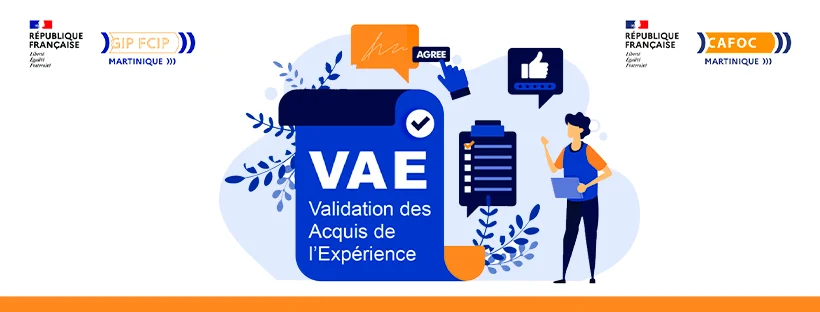 RÉPUBLIQUE
FRANÇAISE
Liberté
Égalité
Fraternité
GIP FCIP
MARTINIQUE
AGREE
VAE
Validation des
Acquis de
l'Expérience
RÉPUBLIQUE
FRANÇAISE
Liberté
Égalité
Fraternité
CAFOC
MARTINIQUE